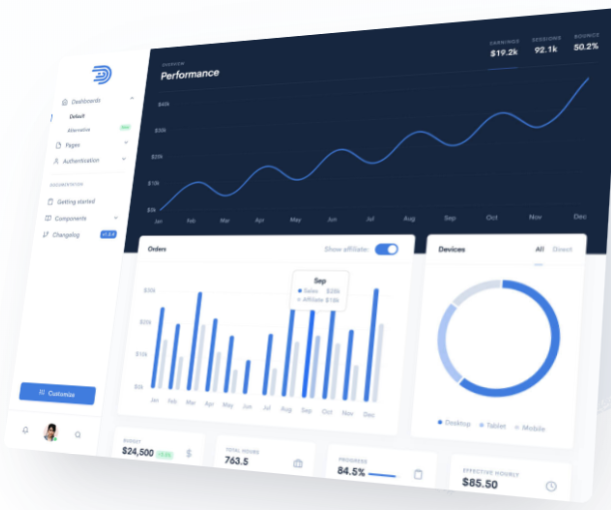 Dashboards
Default
Alternative
New
Pages
Authentication
DOCUMENTATION
Getting started
Components
Changelog
Customize
OVERVIEW
Performance
EARNINGS
$19.2k
SESSIONS
92.1k
BOUNCE
50.2%
$40k
$30k
$20k
$10k
$0k
Jan Feb Mar Apr May Jun Jul Aug Sep Oct Nov Dec
Orders
Show affiliate:
$30k
$25k
$10k
$0k
Sep
Sales $28k
Affiliate $18k
Jan Feb Mar Apr May Jun Jul Aug Sep Oct Nov Dec
Devices
All Direct
Desktop Tablet Mobile
BUDGET
$24,500
TOTAL HOURS
763.5
PROGRESS
84.5%
EFFECTIVE HOURLY
$85.50